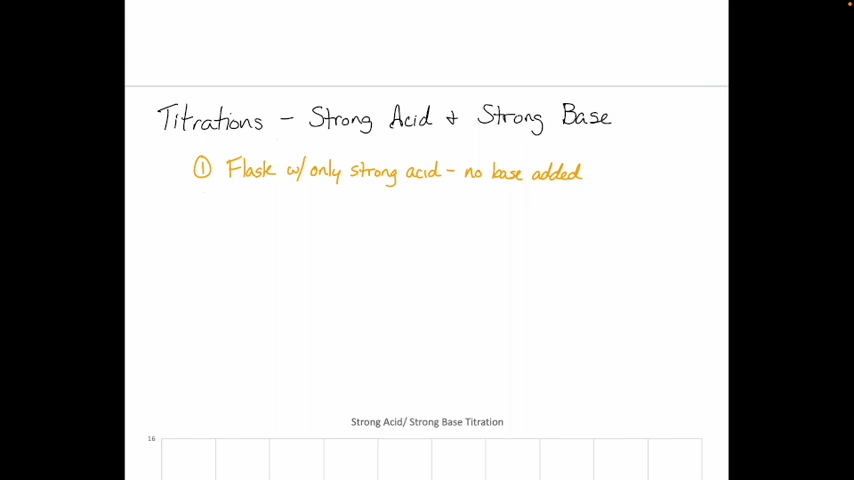 Titrations - Strong Acid + Strong Base
① Flask w/ only strong acid - no base added
Strong Acid/ Strong Base Titration
16